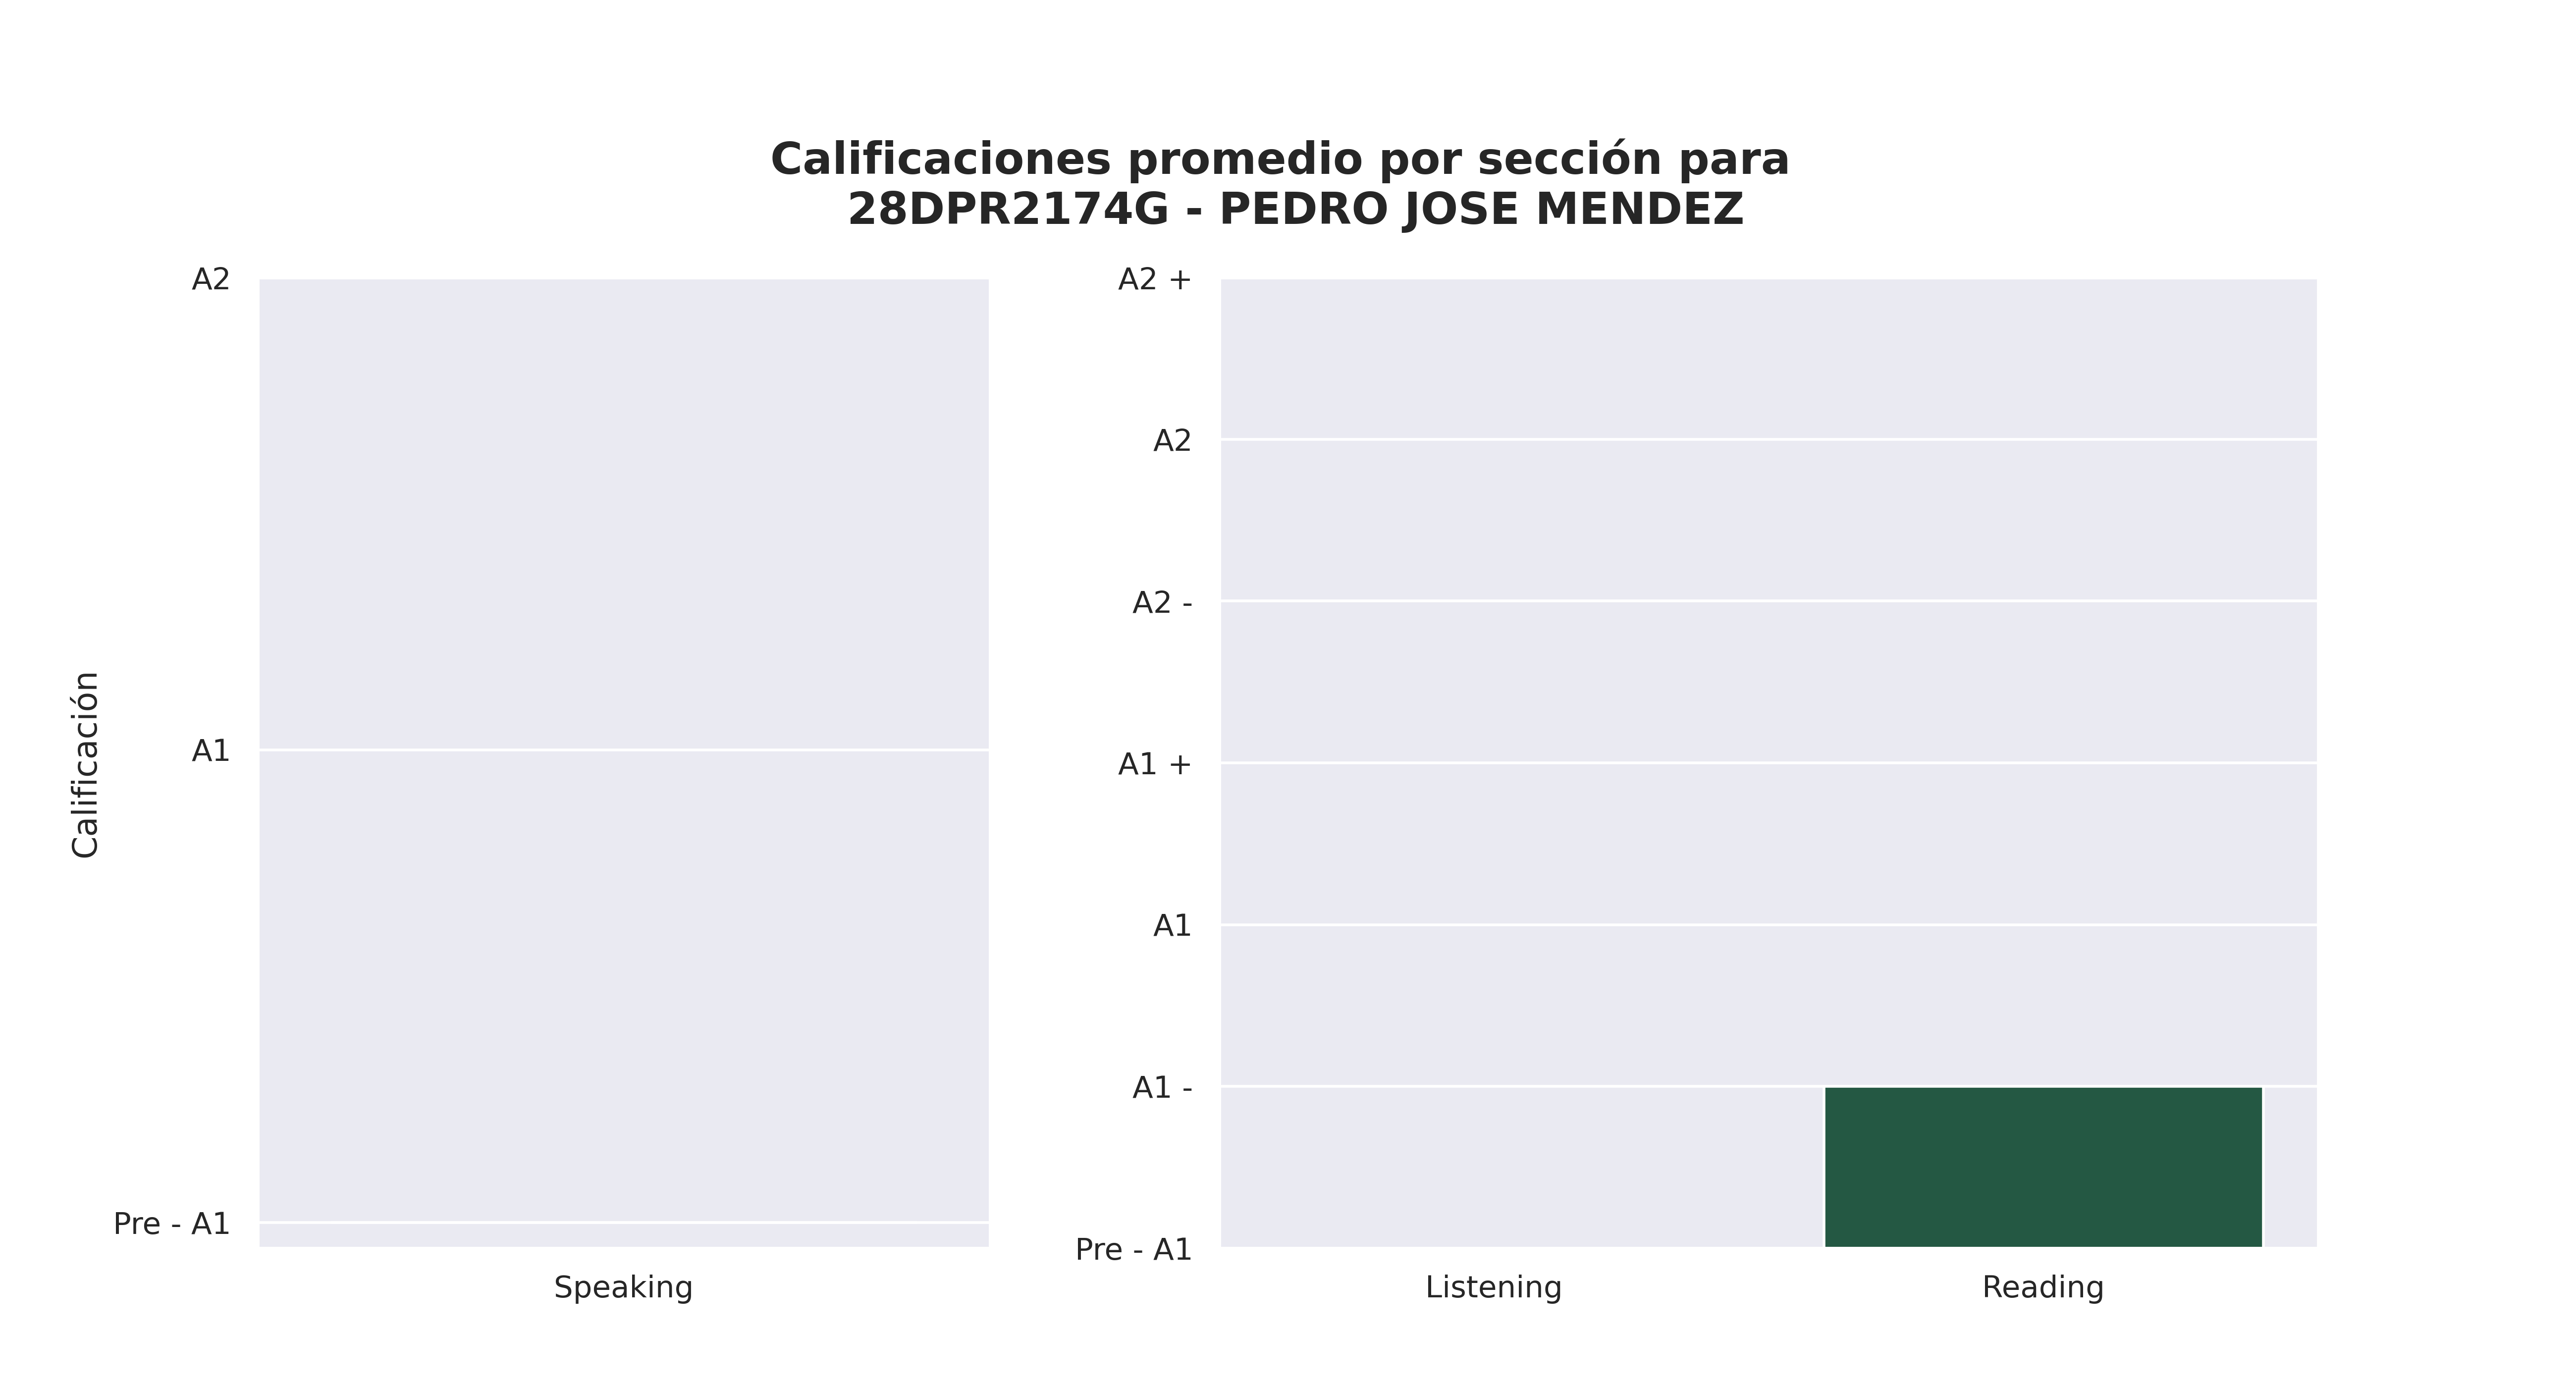 Calificaciones promedio por sección para
28DPR2174G - PEDRO JOSE MENDEZ
Calificación
A2
A1
Pre - A1
Speaking
A2 +
A2
A2 -
A1 +
A1
A1 -
Pre - A1
Listening
Reading